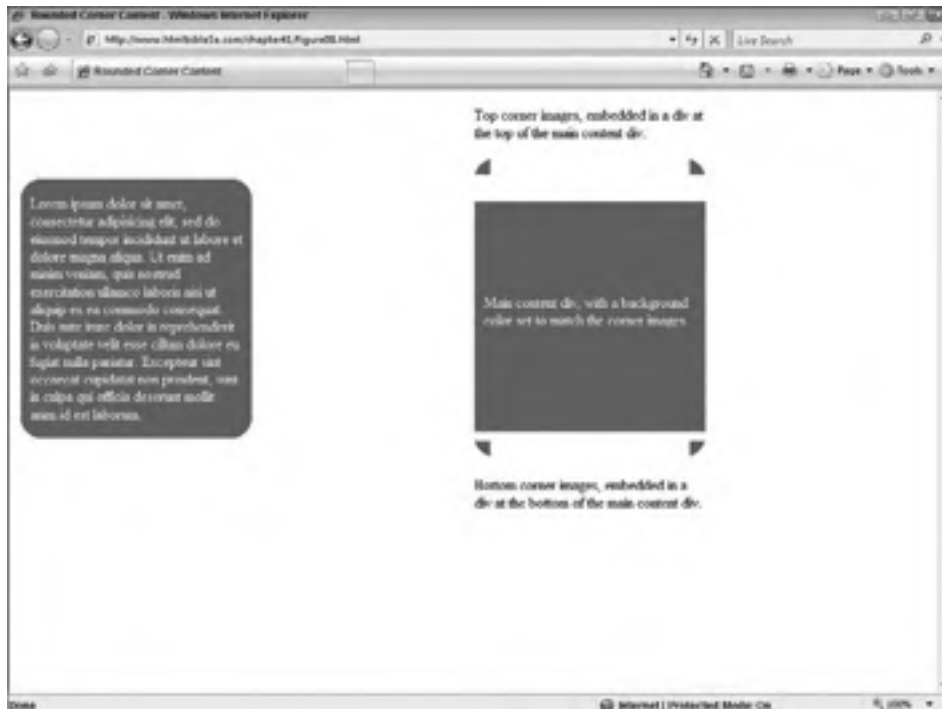 Rounded Corner Content - Windows Internet Explorer
Live Search
Rounded Corner Content
Page
Tools
Top corner images, embedded in a div at
the top of the main content div.
Lorem ipsum dolor sit amet,
consectetur adipisicing elit, sed do
eiusmod tempor incididunt ut labore et
dolore magna aliqua. Ut enim ad
minim veniam, quis nostrud
exercitation ullamco laboris nisi ut
aliquip ex ea commodo consequat.
Duis aute irure dolor in reprehenderit
in voluptate velit esse cillum dolore eu
fugiat nulla pariatur. Excepteur sint
occaecat cupidatat non proident, sunt
in culpa qui officia deserunt mollit
anim id est laborum.
Main content div, with a background
color set to match the corner images.
Bottom corner images, embedded in a
div at the bottom of the main content div.
Done
Internet | Protected Mode: On
100%